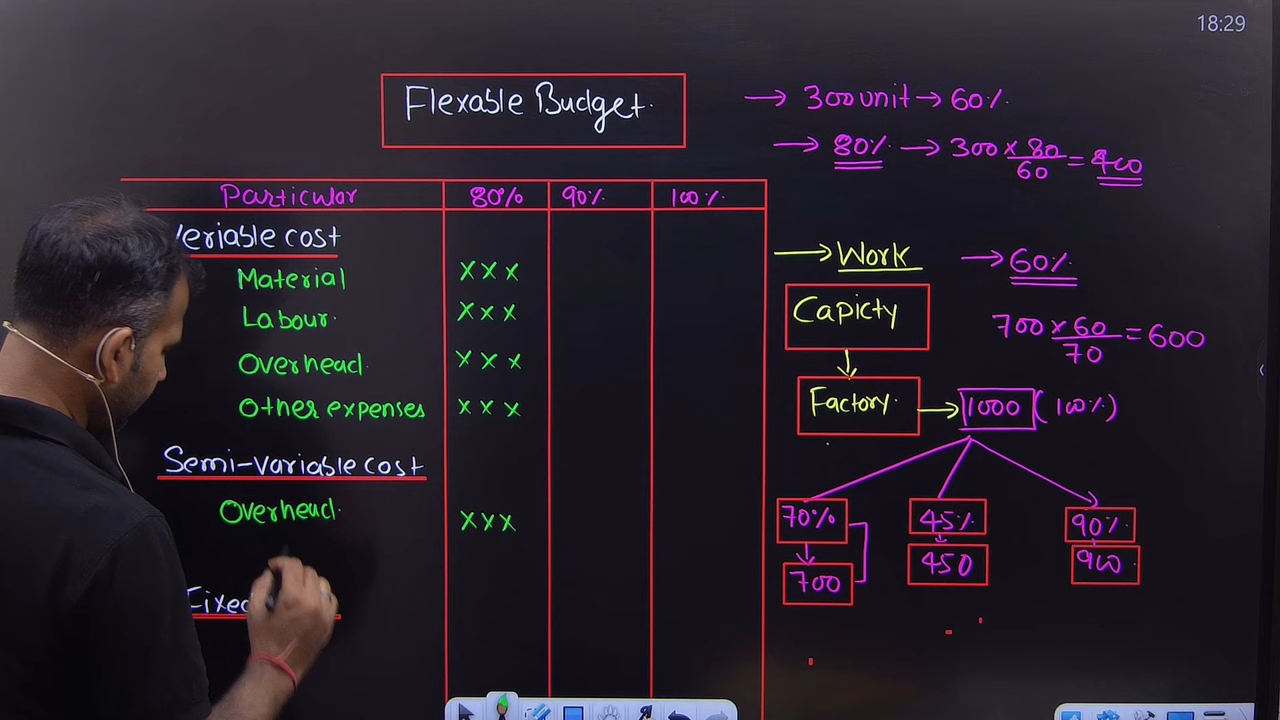 18:29
Flexable Budget.
→ 300 unit → 60%
→ 80% → 300 × 80/60 = 400
Particular 80% 90% 100%
Veriable cost
Material XXX
Labour. XXX
Overhead. XXX
Other expenses XXX
Semi-Variable cost
Overhead. XXX
→ Work
Capicty
Factory. → 1000 (100%)
→ 60%
700 × 60/70 = 600
70% 45% 90%
700 450 900